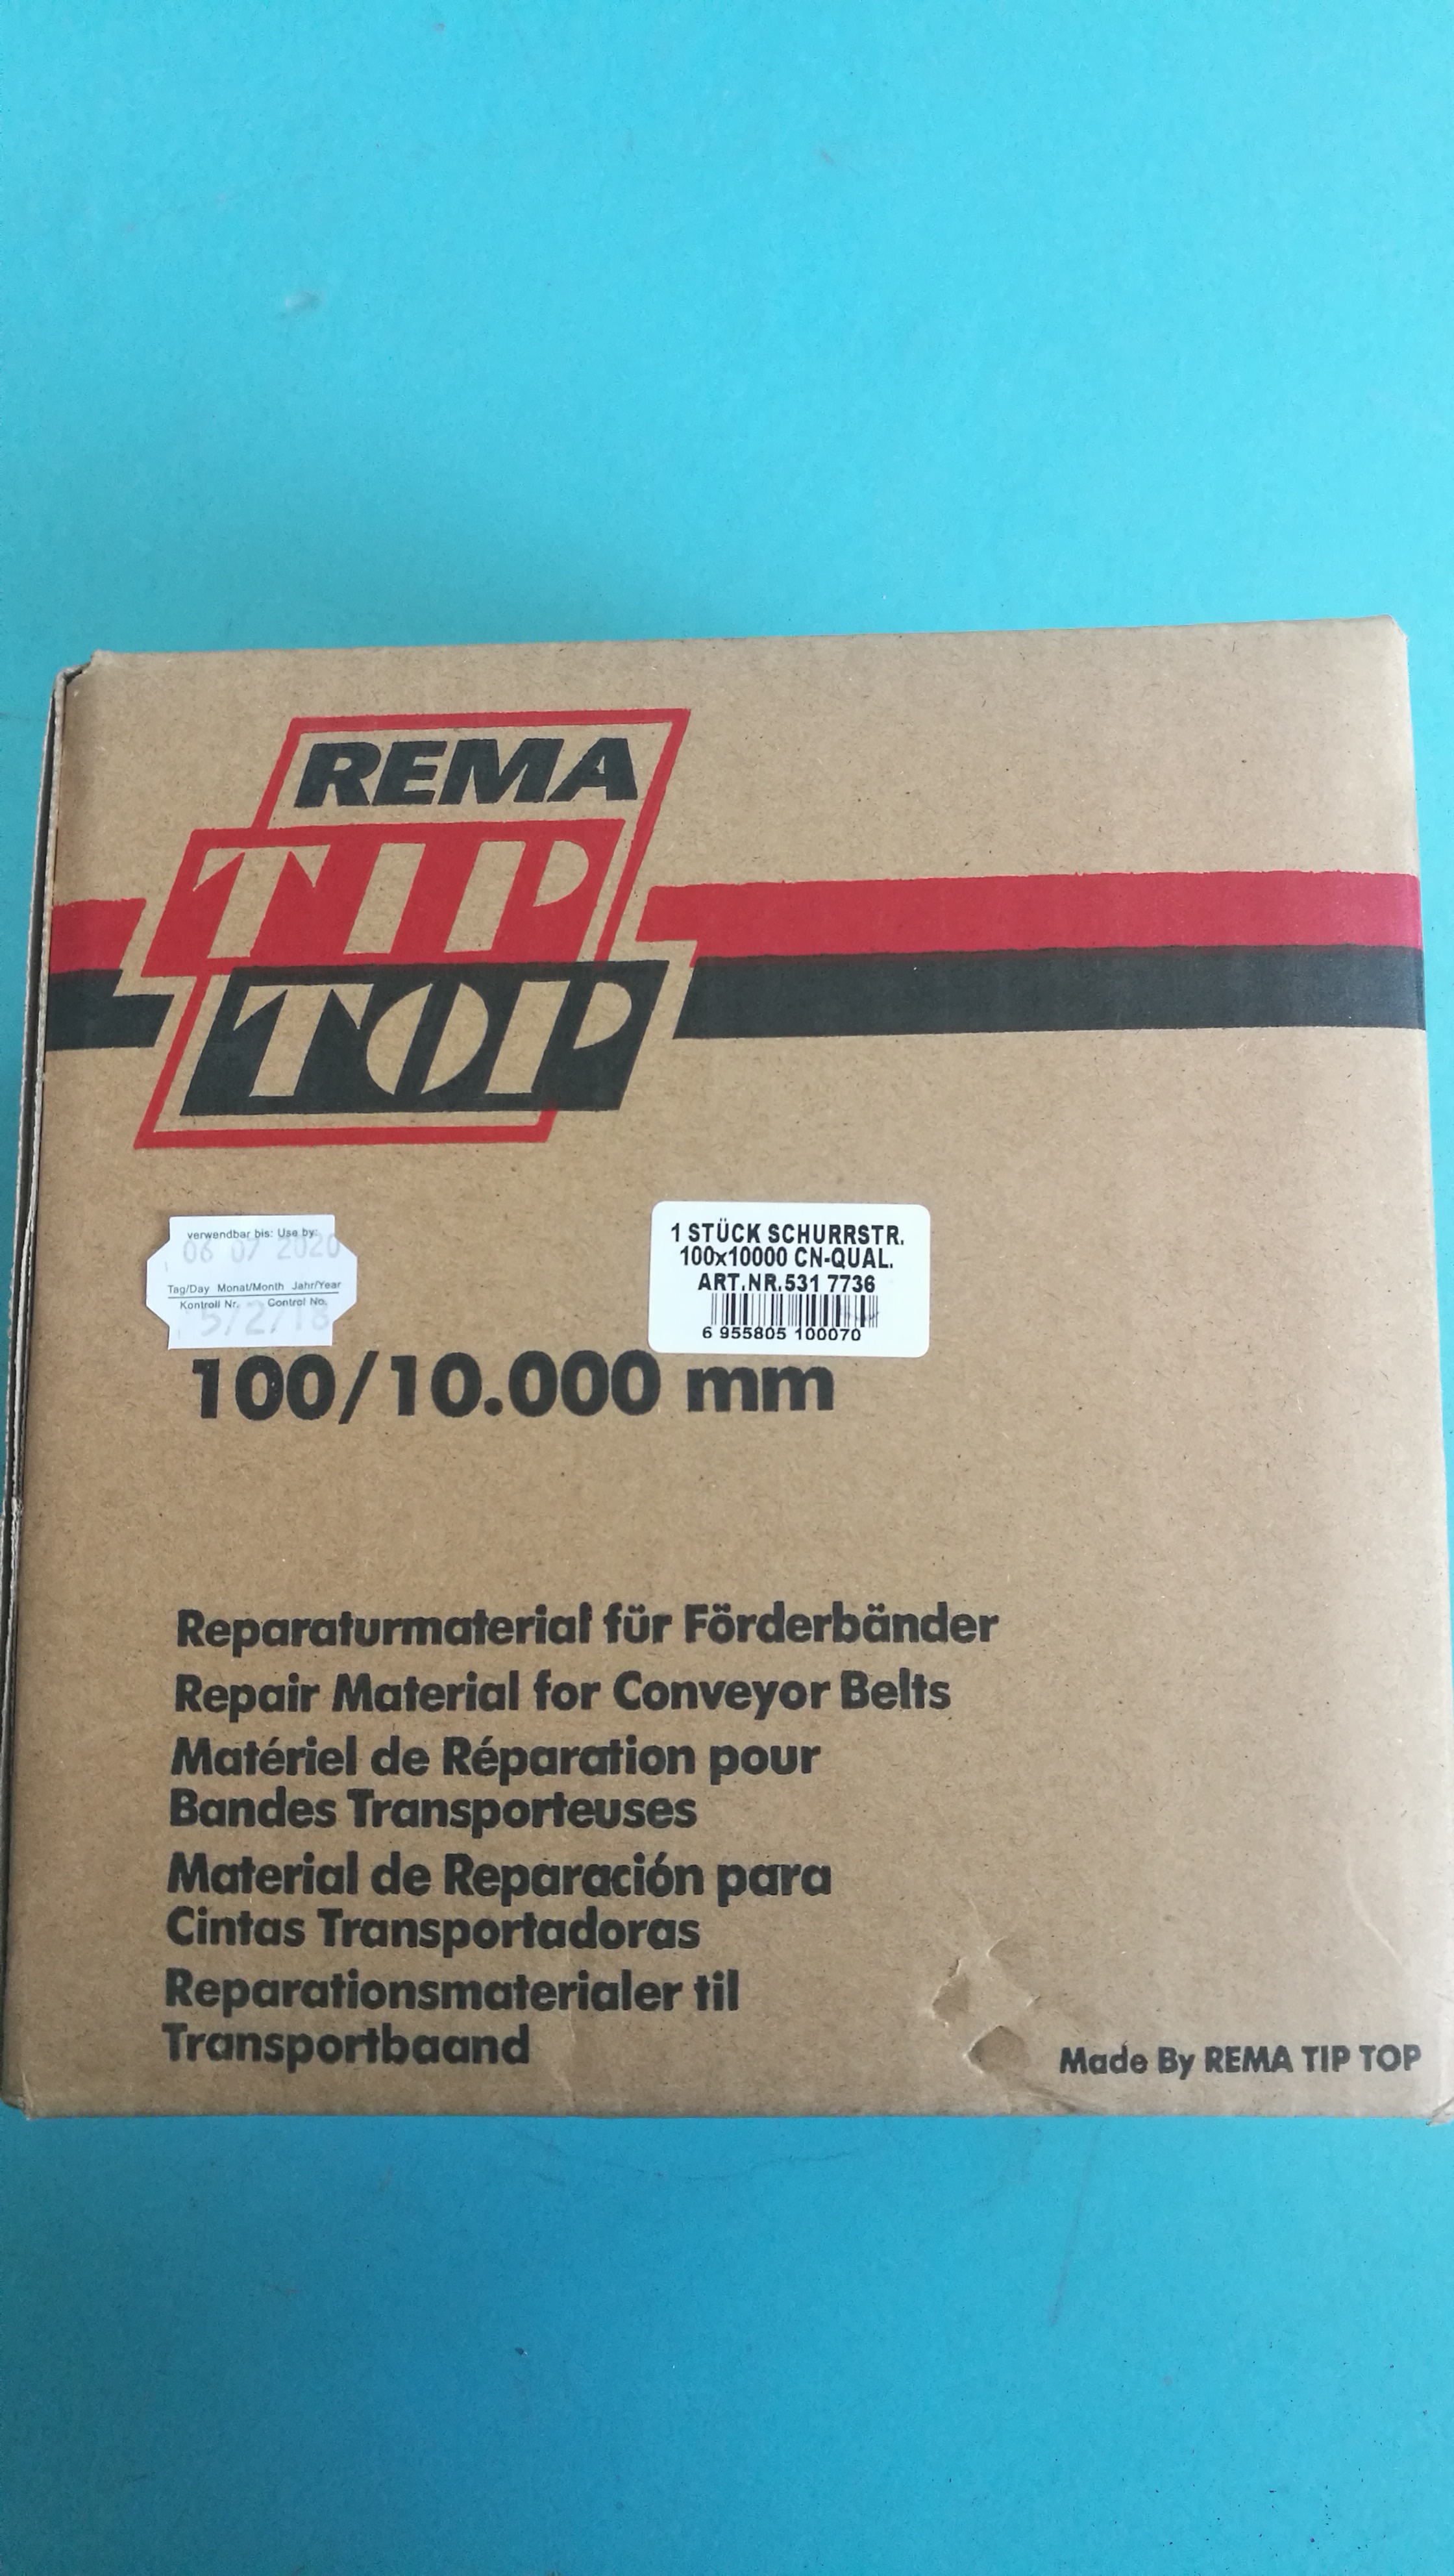 REMA
TIP
TOP
verwendbar bis: Use by:
06 07 2020
Tag/Day Monat/Month Jahr/Year
Kontroll Nr. Control No.
1 STÜCK SCHURRSTR.
100x10000 CN-QUAL.
ART.NR.531 7736
6 955805 100070
100/10.000 mm
Reparaturmaterial für Förderbänder
Repair Material for Conveyor Belts
Matériel de Réparation pour
Bandes Transporteuses
Material de Reparación para
Cintas Transportadoras
Reparationsmaterialer til
Transportbaand
Made By REMA TIP TOP